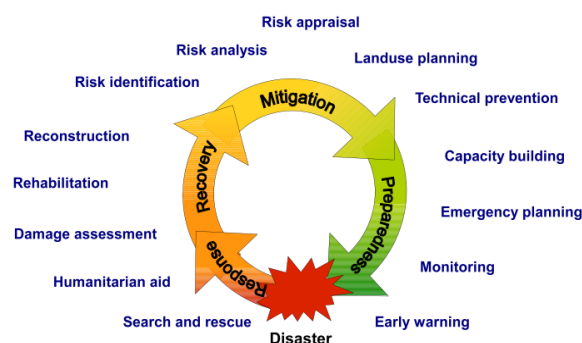 Risk appraisal
Risk analysis
Landuse planning
Risk identification
Mitigation
Technical prevention
Reconstruction
Recovery
Preparedness
Capacity building
Rehabilitation
Emergency planning
Damage assessment
Response
Monitoring
Humanitarian aid
Search and rescue
Early warning
Disaster